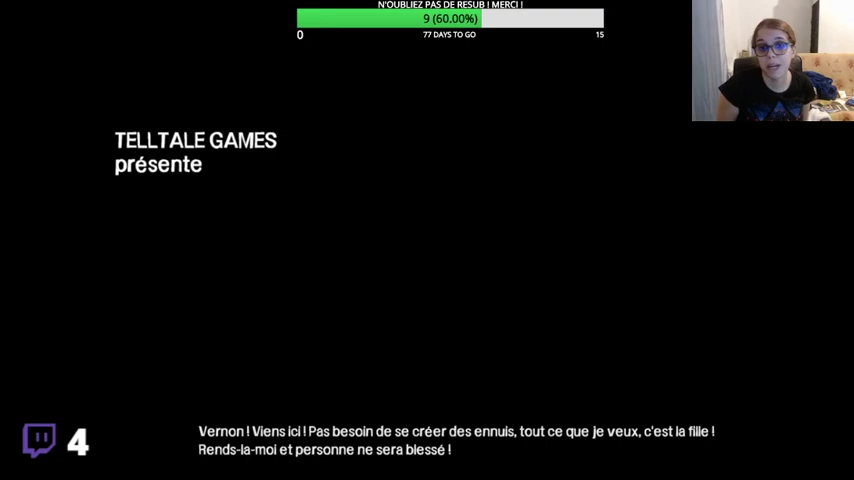 N'OUBLIEZ PAS DE RESUB ! MERCI !
9 (60.00%)
0 77 DAYS TO GO 15
TELLTALE GAMES
présente
4
Vernon ! Viens ici ! Pas besoin de se créer des ennuis, tout ce que je veux, c'est la fille !
Rends-la-moi et personne ne sera blessé !